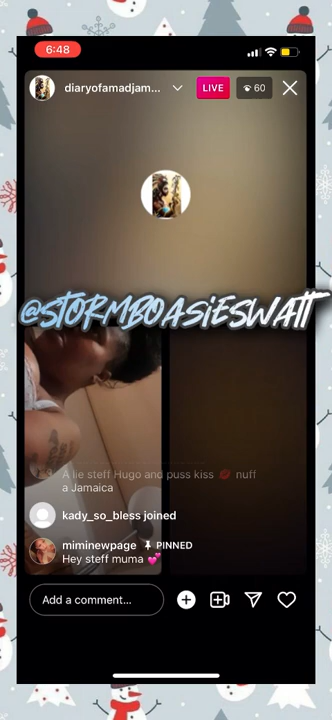 6:48
diaryofamadjam...
LIVE
60
@STORMBOASIESWATT
A lie steff Hugo and puss kiss 💋 nuff
a Jamaica
kady_so_bless joined
miminewpage 📌 PINNED
Hey steff muma 💕
Add a comment...